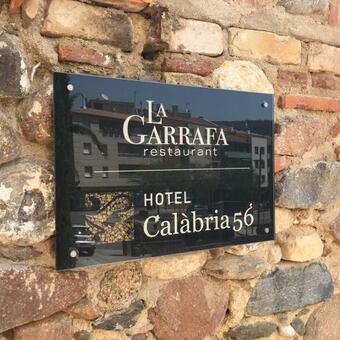 LA
GARRAFA
restaurant
HOTEL
Calàbria 56